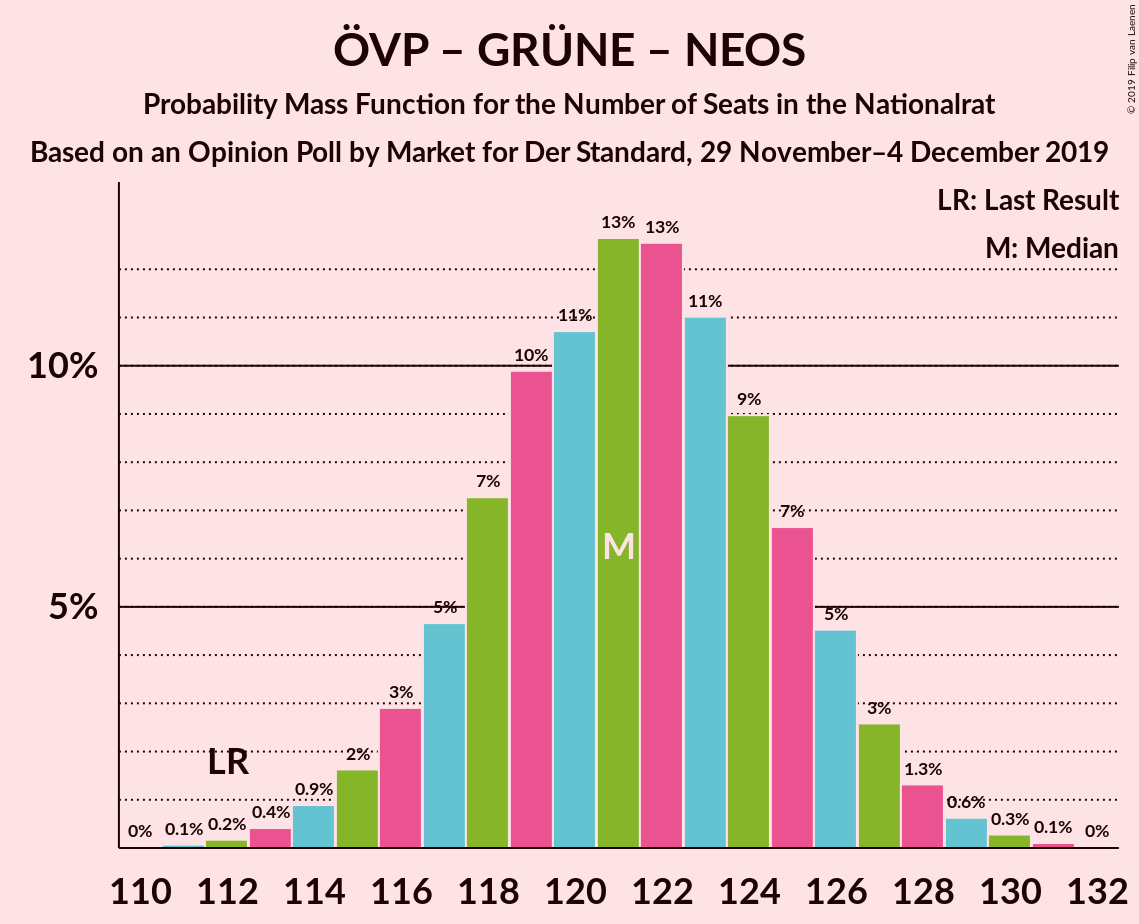 ÖVP – GRÜNE – NEOS
Probability Mass Function for the Number of Seats in the Nationalrat
Based on an Opinion Poll by Market for Der Standard, 29 November–4 December 2019
© 2019 Filip van Laenen
LR: Last Result
M: Median
13% 13%
11% 11%
10%
10%
9%
7%
7%
M
5%
5% 5%
3%
3%
LR
2%
1.3%
0.9%
0% 0.1% 0.2% 0.4% 0.6% 0.3% 0.1% 0%
110 112 114 116 118 120 122 124 126 128 130 132